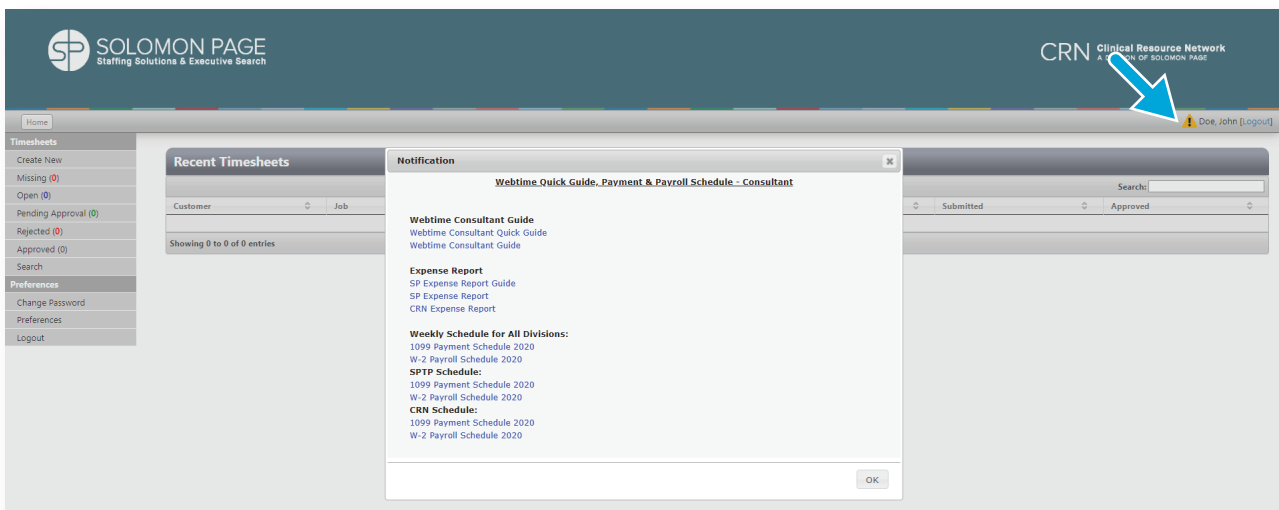 SP SOLOMON PAGE
Staffing Solutions & Executive Search
CRN Clinical Resource Network
A DIVISION OF SOLOMON PAGE
Home
Doe, John [Logout]
Timesheets
Create New
Missing (0)
Open (0)
Pending Approval (0)
Rejected (0)
Approved (0)
Search
Preferences
Change Password
Preferences
Logout
Recent Timesheets
Search:
Customer Job Submitted Approved
Showing 0 to 0 of 0 entries
Notification
Webtime Quick Guide, Payment & Payroll Schedule - Consultant
Webtime Consultant Guide
Webtime Consultant Quick Guide
Webtime Consultant Guide
Expense Report
SP Expense Report Guide
SP Expense Report
CRN Expense Report
Weekly Schedule for All Divisions:
1099 Payment Schedule 2020
W-2 Payroll Schedule 2020
SPTP Schedule:
1099 Payment Schedule 2020
W-2 Payroll Schedule 2020
CRN Schedule:
1099 Payment Schedule 2020
W-2 Payroll Schedule 2020
OK